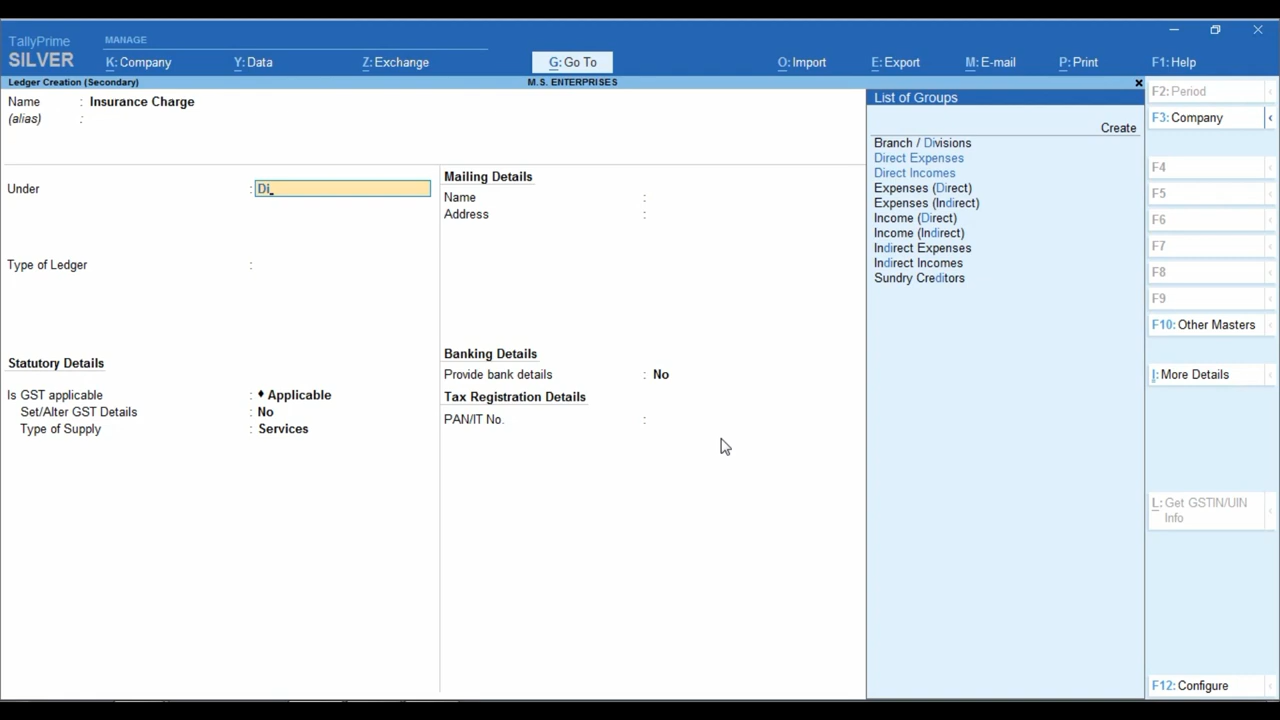 TallyPrime
SILVER
MANAGE
K: Company
Y: Data
Z: Exchange
G: Go To
O: Import
E: Export
M: E-mail
P: Print
F1: Help
Ledger Creation (Secondary)
M.S. ENTERPRISES
Name : Insurance Charge
(alias) :
Under : Di
Type of Ledger :
Statutory Details
Is GST applicable : ♦ Applicable
Set/Alter GST Details : No
Type of Supply : Services
Mailing Details
Name :
Address :
Banking Details
Provide bank details : No
Tax Registration Details
PAN/IT No. :
List of Groups
Create
Branch / Divisions
Direct Expenses
Direct Incomes
Expenses (Direct)
Expenses (Indirect)
Income (Direct)
Income (Indirect)
Indirect Expenses
Indirect Incomes
Sundry Creditors
F2: Period
F3: Company
F4
F5
F6
F7
F8
F9
F10: Other Masters
I: More Details
L: Get GSTIN/UIN
Info
F12: Configure